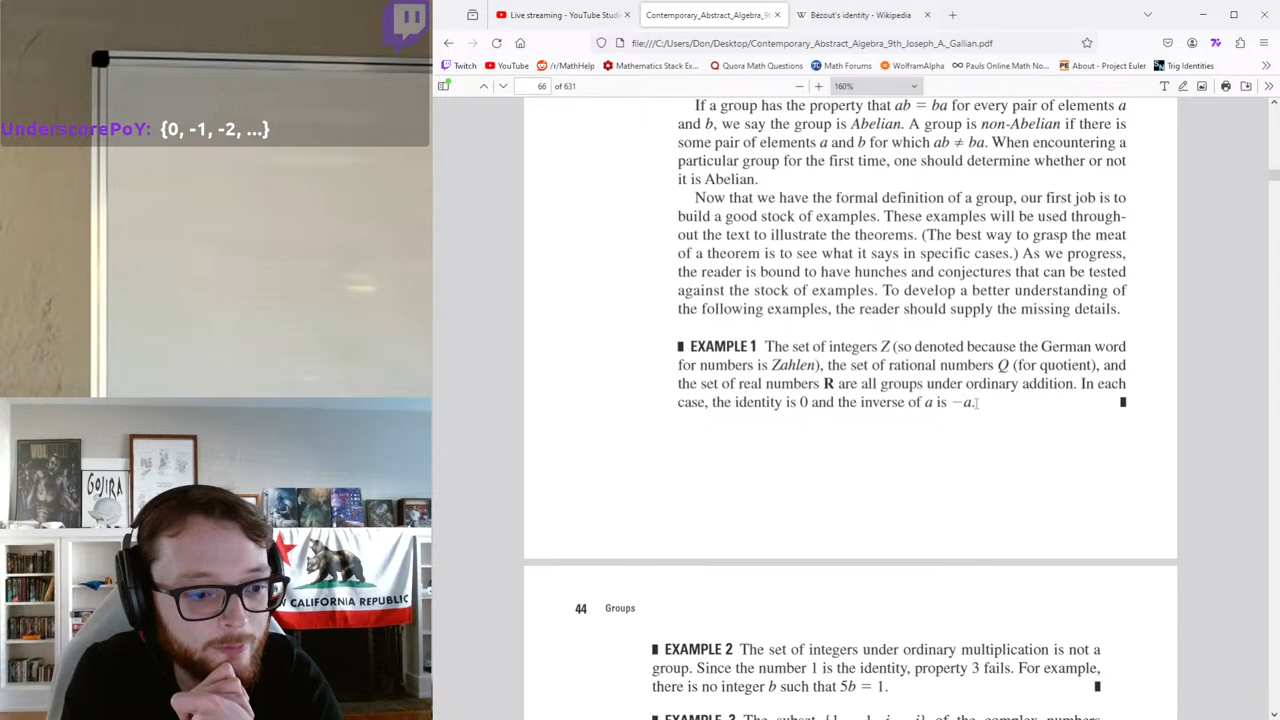 UnderscorePoY: {0, -1, -2, ...}
VOLBEAT
GOJIRA
CALIFORNIA REPUBLIC
Live streaming - YouTube Studi
Contemporary_Abstract_Algebra_9t
Bézout's identity - Wikipedia
file:///C:/Users/Don/Desktop/Contemporary_Abstract_Algebra_9th_Joseph_A._Gallian.pdf
Twitch YouTube /r/MathHelp Mathematics Stack Ex... Quora Math Questions Math Forums WolframAlpha Pauls Online Math No... About - Project Euler Trig Identities
66 of 631 160%
If a group has the property that ab = ba for every pair of elements a
and b, we say the group is Abelian. A group is non-Abelian if there is
some pair of elements a and b for which ab ≠ ba. When encountering a
particular group for the first time, one should determine whether or not
it is Abelian.
Now that we have the formal definition of a group, our first job is to
build a good stock of examples. These examples will be used through-
out the text to illustrate the theorems. (The best way to grasp the meat
of a theorem is to see what it says in specific cases.) As we progress,
the reader is bound to have hunches and conjectures that can be tested
against the stock of examples. To develop a better understanding of
the following examples, the reader should supply the missing details.
EXAMPLE 1 The set of integers Z (so denoted because the German word
for numbers is Zahlen), the set of rational numbers Q (for quotient), and
the set of real numbers R are all groups under ordinary addition. In each
case, the identity is 0 and the inverse of a is −a.
44 Groups
EXAMPLE 2 The set of integers under ordinary multiplication is not a
group. Since the number 1 is the identity, property 3 fails. For example,
there is no integer b such that 5b = 1.
EXAMPLE 3 The subset {1, −1, i, −i} of the complex numbers